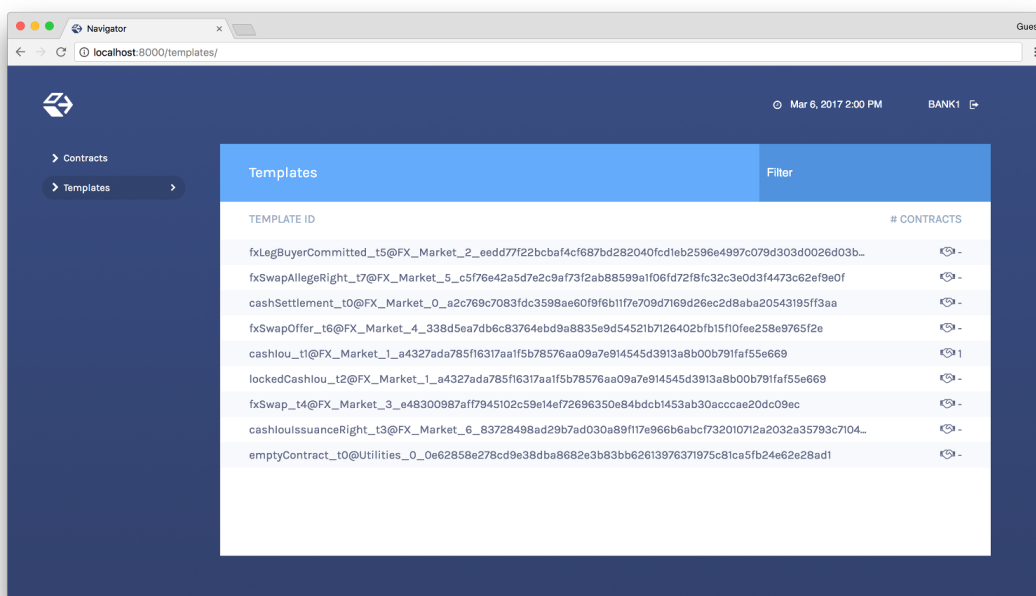 Navigator
Gues
localhost:8000/templates/
Mar 6, 2017 2:00 PM BANK1
Contracts
Templates
Templates Filter
TEMPLATE ID # CONTRACTS
fxLegBuyerCommitted_t5@FX_Market_2_eedd77f22bcbaf4cf687bd282040fcd1eb2596e4997c079d303d0026d03b... -
fxSwapAllegeRight_t7@FX_Market_5_c5f76e42a5d7e2c9af73f2ab88599a1f06fd72f8fc32c3e0d3f4473c62ef9e0f -
cashSettlement_t0@FX_Market_0_a2c769c7083fdc3598ae60f9f6b11f7e709d7169d26ec2d8aba20543195ff3aa -
fxSwapOffer_t6@FX_Market_4_338d5ea7db6c83764ebd9a8835e9d54521b7126402bfb15f10fee258e9765f2e -
cashIou_t1@FX_Market_1_a4327ada785f16317aa1f5b78576aa09a7e914545d3913a8b00b791faf55e669 1
lockedCashIou_t2@FX_Market_1_a4327ada785f16317aa1f5b78576aa09a7e914545d3913a8b00b791faf55e669 -
fxSwap_t4@FX_Market_3_e48300987aff7945102c59e14ef72696350e84bdcb1453ab30acccae20dc09ec -
cashIouIssuanceRight_t3@FX_Market_6_83728498ad29b7ad030a89f117e966b6abcf732010712a2032a35793c7104... -
emptyContract_t0@Utilities_0_0e62858e278cd9e38dba8682e3b83bb62613976371975c81ca5fb24e62e28ad1 -